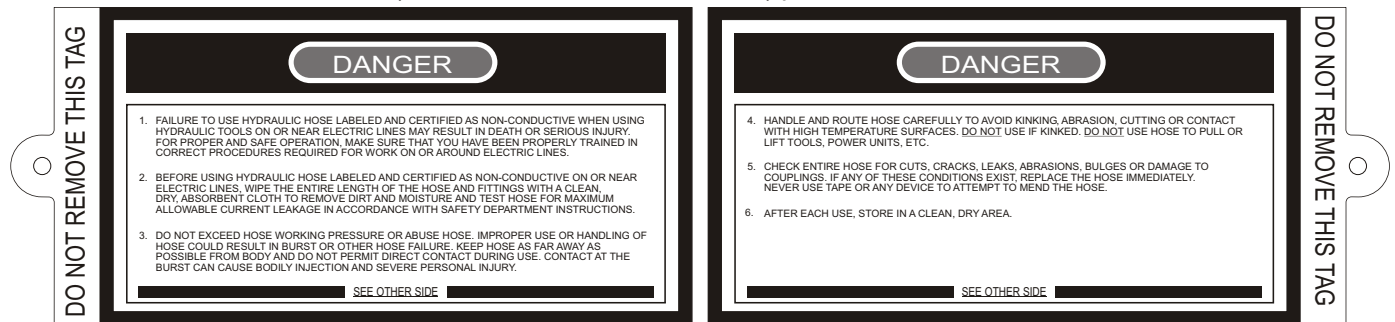 DO NOT REMOVE THIS TAG
DANGER
1. FAILURE TO USE HYDRAULIC HOSE LABELED AND CERTIFIED AS NON-CONDUCTIVE WHEN USING
HYDRAULIC TOOLS ON OR NEAR ELECTRIC LINES MAY RESULT IN DEATH OR SERIOUS INJURY.
FOR PROPER AND SAFE OPERATION, MAKE SURE THAT YOU HAVE BEEN PROPERLY TRAINED IN
CORRECT PROCEDURES REQUIRED FOR WORK ON OR AROUND ELECTRIC LINES.
2. BEFORE USING HYDRAULIC HOSE LABELED AND CERTIFIED AS NON-CONDUCTIVE ON OR NEAR
ELECTRIC LINES, WIPE THE ENTIRE LENGTH OF THE HOSE AND FITTINGS WITH A CLEAN,
DRY, ABSORBENT CLOTH TO REMOVE DIRT AND MOISTURE AND TEST HOSE FOR MAXIMUM
ALLOWABLE CURRENT LEAKAGE IN ACCORDANCE WITH SAFETY DEPARTMENT INSTRUCTIONS.
3. DO NOT EXCEED HOSE WORKING PRESSURE OR ABUSE HOSE. IMPROPER USE OR HANDLING OF
HOSE COULD RESULT IN BURST OR OTHER HOSE FAILURE. KEEP HOSE AS FAR AWAY AS
POSSIBLE FROM BODY AND DO NOT PERMIT DIRECT CONTACT DURING USE. CONTACT AT THE
BURST CAN CAUSE BODILY INJECTION AND SEVERE PERSONAL INJURY.
SEE OTHER SIDE
DANGER
4. HANDLE AND ROUTE HOSE CAREFULLY TO AVOID KINKING, ABRASION, CUTTING OR CONTACT
WITH HIGH TEMPERATURE SURFACES. DO NOT USE IF KINKED. DO NOT USE HOSE TO PULL OR
LIFT TOOLS, POWER UNITS, ETC.
5. CHECK ENTIRE HOSE FOR CUTS, CRACKS, LEAKS, ABRASIONS, BULGES OR DAMAGE TO
COUPLINGS. IF ANY OF THESE CONDITIONS EXIST, REPLACE THE HOSE IMMEDIATELY.
NEVER USE TAPE OR ANY DEVICE TO ATTEMPT TO MEND THE HOSE.
6. AFTER EACH USE, STORE IN A CLEAN, DRY AREA.
SEE OTHER SIDE
DO NOT REMOVE THIS TAG